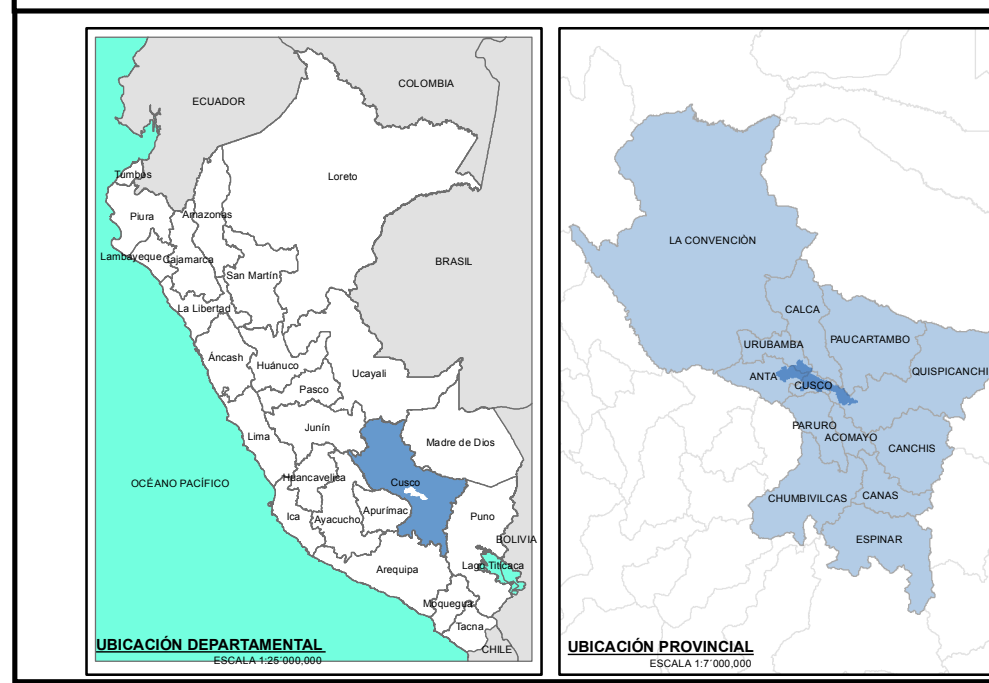 COLOMBIA
ECUADOR
Tumbes
Loreto
Piura
Amazonas
Lambayeque
Cajamarca
BRASIL
San Martín
La Libertad
Áncash
Huánuco
Ucayali
Pasco
Junín
Lima
Madre de Dios
Huancavelica
Cusco
OCÉANO PACÍFICO
Ica
Ayacucho
Apurímac
Puno
BOLIVIA
Arequipa
Lago Titicaca
Moquegua
Tacna
CHILE
UBICACIÓN DEPARTAMENTAL
ESCALA 1:25´000,000
LA CONVENCIÒN
CALCA
URUBAMBA
PAUCARTAMBO
ANTA
CUSCO
QUISPICANCHI
PARURO
ACOMAYO
CANCHIS
CHUMBIVILCAS
CANAS
ESPINAR
UBICACIÓN PROVINCIAL
ESCALA 1:7´000,000